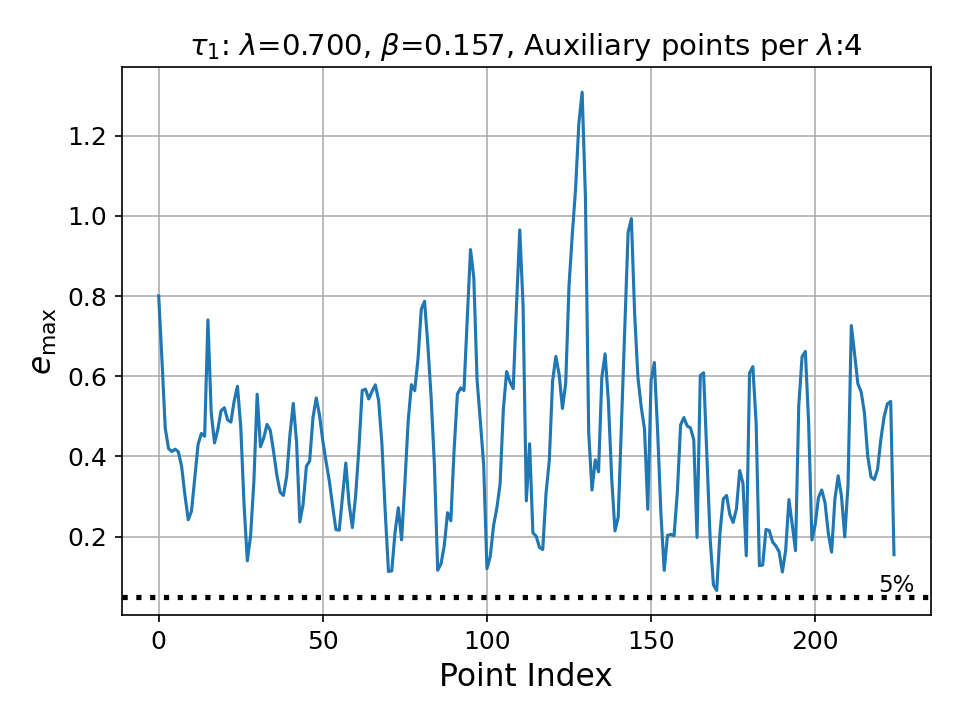 τ₁: λ=0.700, β=0.157, Auxiliary points per λ:4
1.2
1.0
0.8
0.6
0.4
0.2
e_max
5%
0 50 100 150 200
Point Index